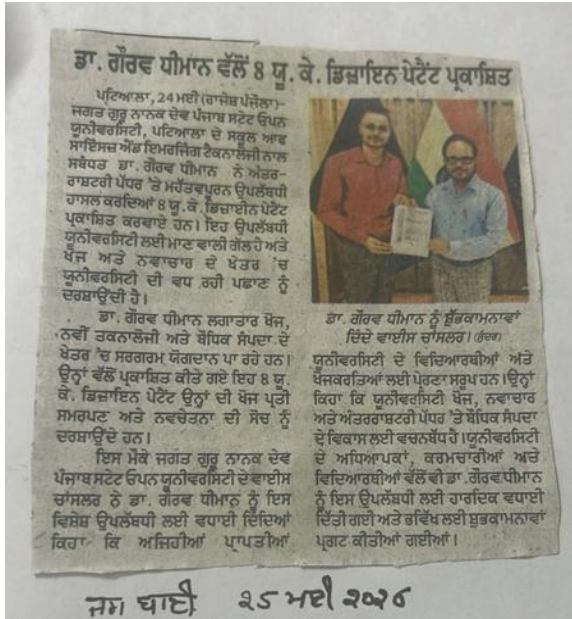 ਡਾ. ਗੌਰਵ ਧੀਮਾਨ ਵੱਲੋਂ 8 ਯੂ. ਕੇ. ਡਿਜ਼ਾਇਨ ਪੇਟੈਂਟ ਪ੍ਰਕਾਸ਼ਿਤ
ਪਟਿਆਲਾ, 24 ਮਈ (ਰਾਜੇਸ਼ ਪੰਜੌਲਾ)-
ਜਗਤ ਗੁਰੂ ਨਾਨਕ ਦੇਵ ਪੰਜਾਬ ਸਟੇਟ ਓਪਨ
ਯੂਨੀਵਰਸਿਟੀ, ਪਟਿਆਲਾ ਦੇ ਸਕੂਲ ਆਫ
ਸਾਇੰਸਜ਼ ਐਂਡ ਇਮਰਜਿੰਗ ਟੈਕਨਾਲੋਜੀ ਨਾਲ
ਸਬੰਧਤ ਡਾ. ਗੌਰਵ ਧੀਮਾਨ ਨੇ ਅੰਤਰ-
ਰਾਸ਼ਟਰੀ ਪੱਧਰ 'ਤੇ ਮਹੱਤਵਪੂਰਨ ਉਪਲੱਬਧੀ
ਹਾਸਲ ਕਰਦਿਆਂ 8 ਯੂ. ਕੇ. ਡਿਜ਼ਾਈਨ ਪੇਟੈਂਟ
ਪ੍ਰਕਾਸ਼ਿਤ ਕਰਵਾਏ ਹਨ। ਇਹ ਉਪਲੱਬਧੀ
ਯੂਨੀਵਰਸਿਟੀ ਲਈ ਮਾਣ ਵਾਲੀ ਗੱਲ ਹੈ ਅਤੇ
ਖੋਜ ਅਤੇ ਨਵਾਚਾਰ ਦੇ ਖੇਤਰ 'ਚ
ਯੂਨੀਵਰਸਿਟੀ ਦੀ ਵਧ ਰਹੀ ਪਛਾਣ ਨੂੰ
ਦਰਸਾਉਂਦੀ ਹੈ।
ਡਾ. ਗੌਰਵ ਧੀਮਾਨ ਲਗਾਤਾਰ ਖੋਜ,
ਨਵੀਂ ਤਕਨਾਲੋਜੀ ਅਤੇ ਬੌਧਿਕ ਸੰਪਦਾ ਦੇ
ਖੇਤਰ 'ਚ ਸਰਗਰਮ ਯੋਗਦਾਨ ਪਾ ਰਹੇ ਹਨ।
ਉਨ੍ਹਾਂ ਵੱਲੋਂ ਪ੍ਰਕਾਸ਼ਿਤ ਕੀਤੇ ਗਏ ਇਹ 8 ਯੂ.
ਕੇ. ਡਿਜ਼ਾਇਨ ਪੇਟੈਂਟ ਉਨ੍ਹਾਂ ਦੀ ਖੋਜ ਪ੍ਰਤੀ
ਸਮਰਪਣ ਅਤੇ ਨਵਚੇਤਨਾ ਦੀ ਸੋਚ ਨੂੰ
ਦਰਸਾਉਂਦੇ ਹਨ।
ਇਸ ਮੌਕੇ ਜਗਤ ਗੁਰੂ ਨਾਨਕ ਦੇਵ
ਪੰਜਾਬ ਸਟੇਟ ਓਪਨ ਯੂਨੀਵਰਸਿਟੀ ਦੇ ਵਾਈਸ
ਚਾਂਸਲਰ ਨੇ ਡਾ. ਗੌਰਵ ਧੀਮਾਨ ਨੂੰ ਇਸ
ਵਿਸ਼ੇਸ਼ ਉਪਲੱਬਧੀ ਲਈ ਵਧਾਈ ਦਿੰਦਿਆਂ
ਕਿਹਾ ਕਿ ਅਜਿਹੀਆਂ ਪ੍ਰਾਪਤੀਆਂ
ਡਾ. ਗੌਰਵ ਧੀਮਾਨ ਨੂੰ ਸ਼ੁੱਭਕਾਮਨਾਵਾਂ
ਦਿੰਦੇ ਵਾਈਸ ਚਾਂਸਲਰ।
ਯੂਨੀਵਰਸਿਟੀ ਦੇ ਵਿਦਿਆਰਥੀਆਂ ਅਤੇ
ਖੋਜਕਰਤਿਆਂ ਲਈ ਪ੍ਰੇਰਣਾ ਸਰੂਪ ਹਨ। ਉਨ੍ਹਾਂ
ਕਿਹਾ ਕਿ ਯੂਨੀਵਰਸਿਟੀ ਖੋਜ, ਨਵਾਚਾਰ
ਅਤੇ ਅੰਤਰਰਾਸ਼ਟਰੀ ਪੱਧਰ 'ਤੇ ਬੌਧਿਕ ਸੰਪਦਾ
ਦੇ ਵਿਕਾਸ ਲਈ ਵਚਨਬੱਧ ਹੈ। ਯੂਨੀਵਰਸਿਟੀ
ਦੇ ਅਧਿਆਪਕਾਂ, ਕਰਮਚਾਰੀਆਂ ਅਤੇ
ਵਿਦਿਆਰਥੀਆਂ ਵੱਲੋਂ ਵੀ ਡਾ. ਗੌਰਵ ਧੀਮਾਨ
ਨੂੰ ਇਸ ਉਪਲੱਬਧੀ ਲਈ ਹਾਰਦਿਕ ਵਧਾਈ
ਦਿੱਤੀ ਗਈ ਅਤੇ ਭਵਿੱਖ ਲਈ ਸ਼ੁਭਕਾਮਨਾਵਾਂ
ਪ੍ਰਗਟ ਕੀਤੀਆਂ ਗਈਆਂ।
ਜਗ ਬਾਣੀ 25 ਮਈ 2026